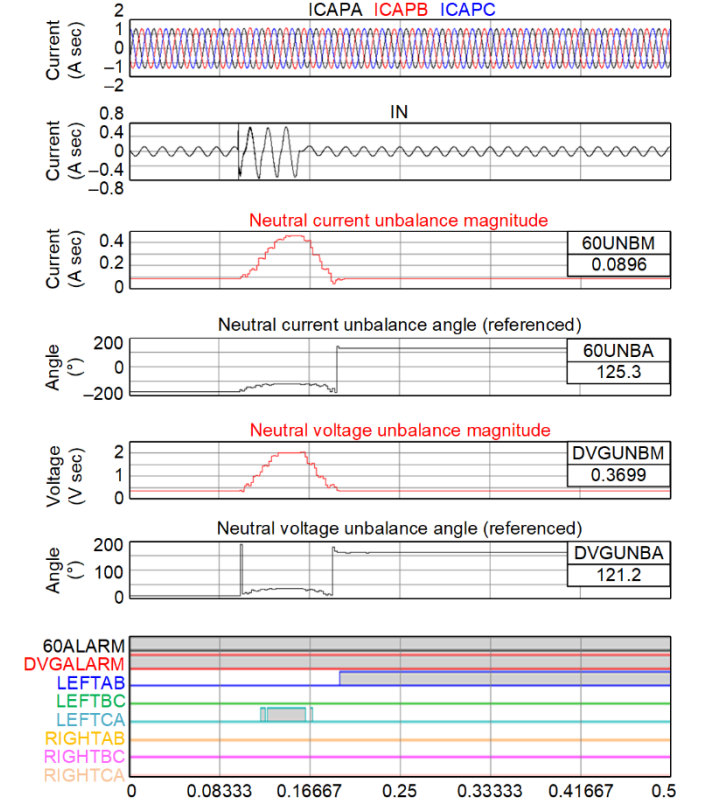 ICAPA ICAPB ICAPC
Current
(A sec)
2
1
0
−1
−2
IN
Current
(A sec)
0.8
0.4
0
−0.4
−0.8
Neutral current unbalance magnitude
Current
(A sec)
0.4
0.2
0
60UNBM
0.0896
Neutral current unbalance angle (referenced)
Angle
(°)
200
0
−200
60UNBA
125.3
Neutral voltage unbalance magnitude
Voltage
(V sec)
2
1
0
DVGUNBM
0.3699
Neutral voltage unbalance angle (referenced)
Angle
(°)
200
100
0
DVGUNBA
121.2
60ALARM
DVGALARM
LEFTAB
LEFTBC
LEFTCA
RIGHTAB
RIGHTBC
RIGHTCA
0 0.08333 0.16667 0.25 0.33333 0.41667 0.5